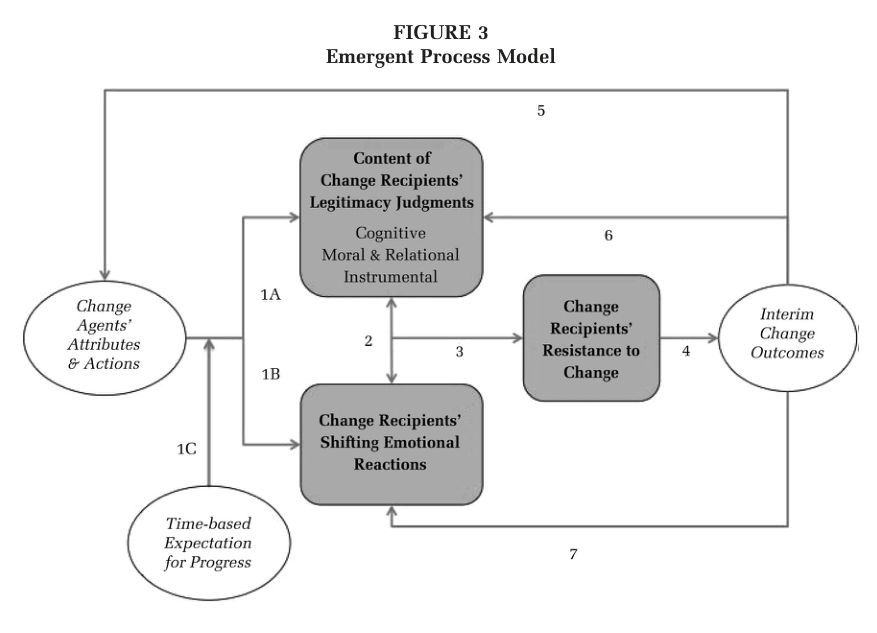 FIGURE 3
Emergent Process Model
5
Content of
Change Recipients’
Legitimacy Judgments
Cognitive
Moral & Relational
Instrumental
6
1A
Change
Agents’
Attributes
& Actions
Change
Recipients’
Resistance to
Change
Interim
Change
Outcomes
2
3
4
1B
Change Recipients’
Shifting Emotional
Reactions
1C
Time-based
Expectation
for Progress
7